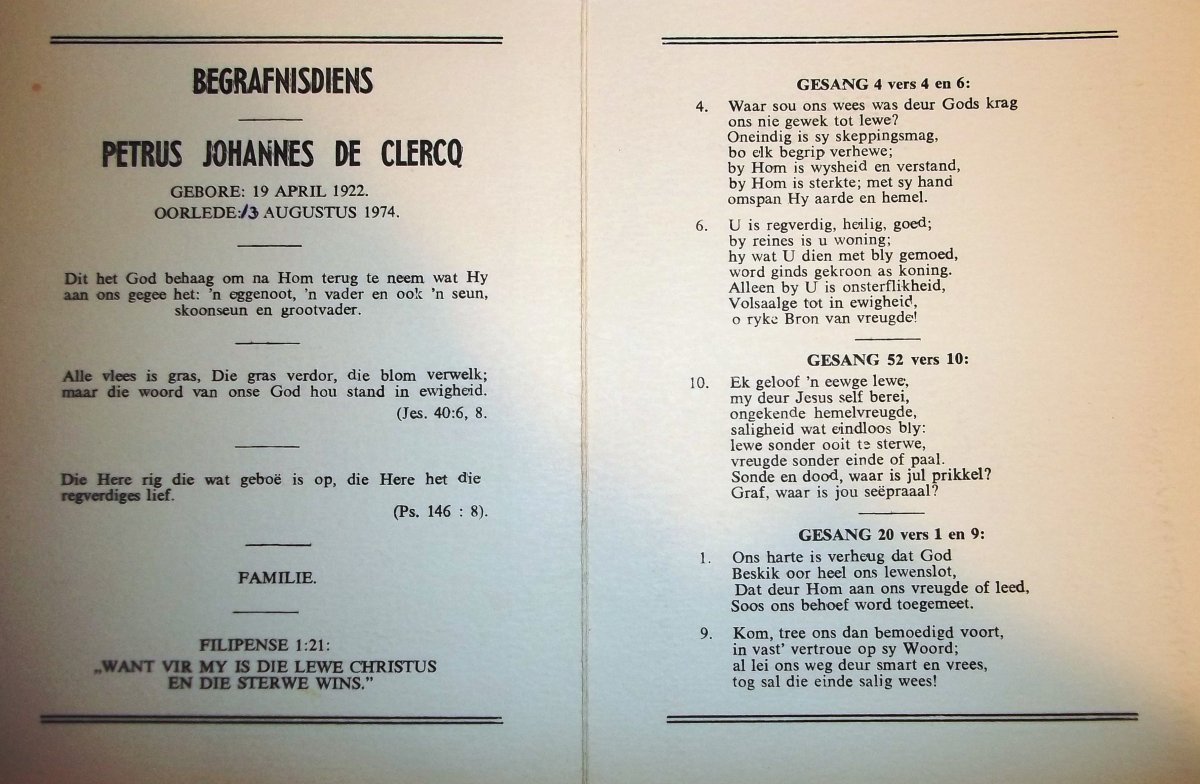 BEGRAFNISDIENS
PETRUS JOHANNES DE CLERCQ
GEBORE: 19 APRIL 1922.
OORLEDE:13 AUGUSTUS 1974.
Dit het God behaag om na Hom terug te neem wat Hy
aan ons gegee het: 'n eggenoot, 'n vader en ook 'n seun,
skoonseun en grootvader.
Alle vlees is gras, Die gras verdor, die blom verwelk;
maar die woord van onse God hou stand in ewigheid.
(Jes. 40:6, 8.
Die Here rig die wat geboë is op, die Here het die
regverdiges lief.
(Ps. 146 : 8).
FAMILIE.
FILIPENSE 1:21:
„WANT VIR MY IS DIE LEWE CHRISTUS
EN DIE STERWE WINS.”
GESANG 4 vers 4 en 6:
4. Waar sou ons wees was deur Gods krag
ons nie gewek tot lewe?
Oneindig is sy skeppingsmag,
bo elk begrip verhewe;
by Hom is wysheid en verstand,
by Hom is sterkte; met sy hand
omspan Hy aarde en hemel.
6. U is regverdig, heilig, goed;
by reines is u woning;
hy wat U dien met bly gemoed,
word ginds gekroon as koning.
Alleen by U is onsterflikheid,
Volsaalge tot in ewigheid,
o ryke Bron van vreugde!
GESANG 52 vers 10:
10. Ek geloof 'n eewge lewe,
my deur Jesus self berei,
ongekende hemelvreugde,
saligheid wat eindloos bly:
lewe sonder ooit te sterwe,
vreugde sonder einde of paal.
Sonde en dood, waar is jul prikkel?
Graf, waar is jou seëpraaal?
GESANG 20 vers 1 en 9:
1. Ons harte is verheug dat God
Beskik oor heel ons lewenslot,
Dat deur Hom aan ons vreugde of leed,
Soos ons behoef word toegemeet.
9. Kom, tree ons dan bemoedigd voort,
in vast' vertroue op sy Woord;
al lei ons weg deur smart en vrees,
tog sal die einde salig wees!